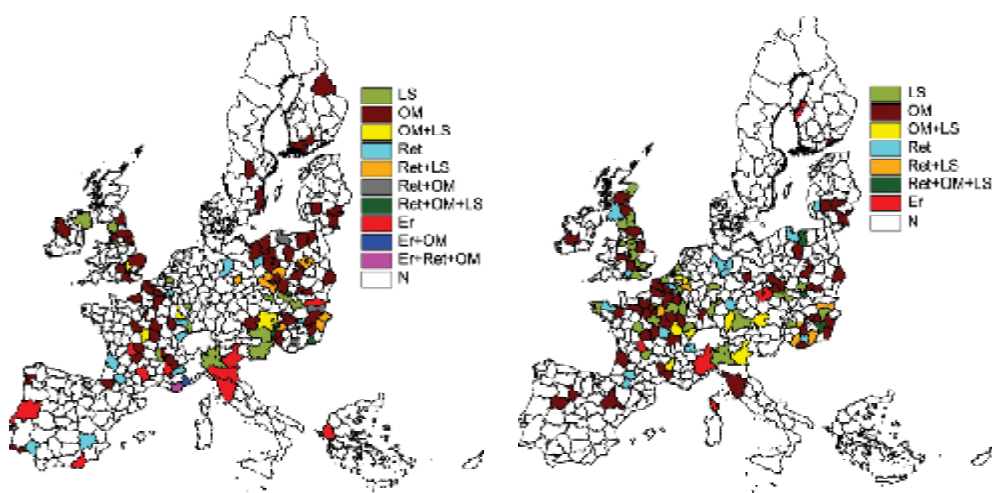 LS
OM
OM+LS
Ret
Ret+LS
Ret+OM
Ret+OM+LS
Er
Er+OM
Er+Ret+OM
N
LS
OM
OM+LS
Ret
Ret+LS
Ret+OM+LS
Er
N